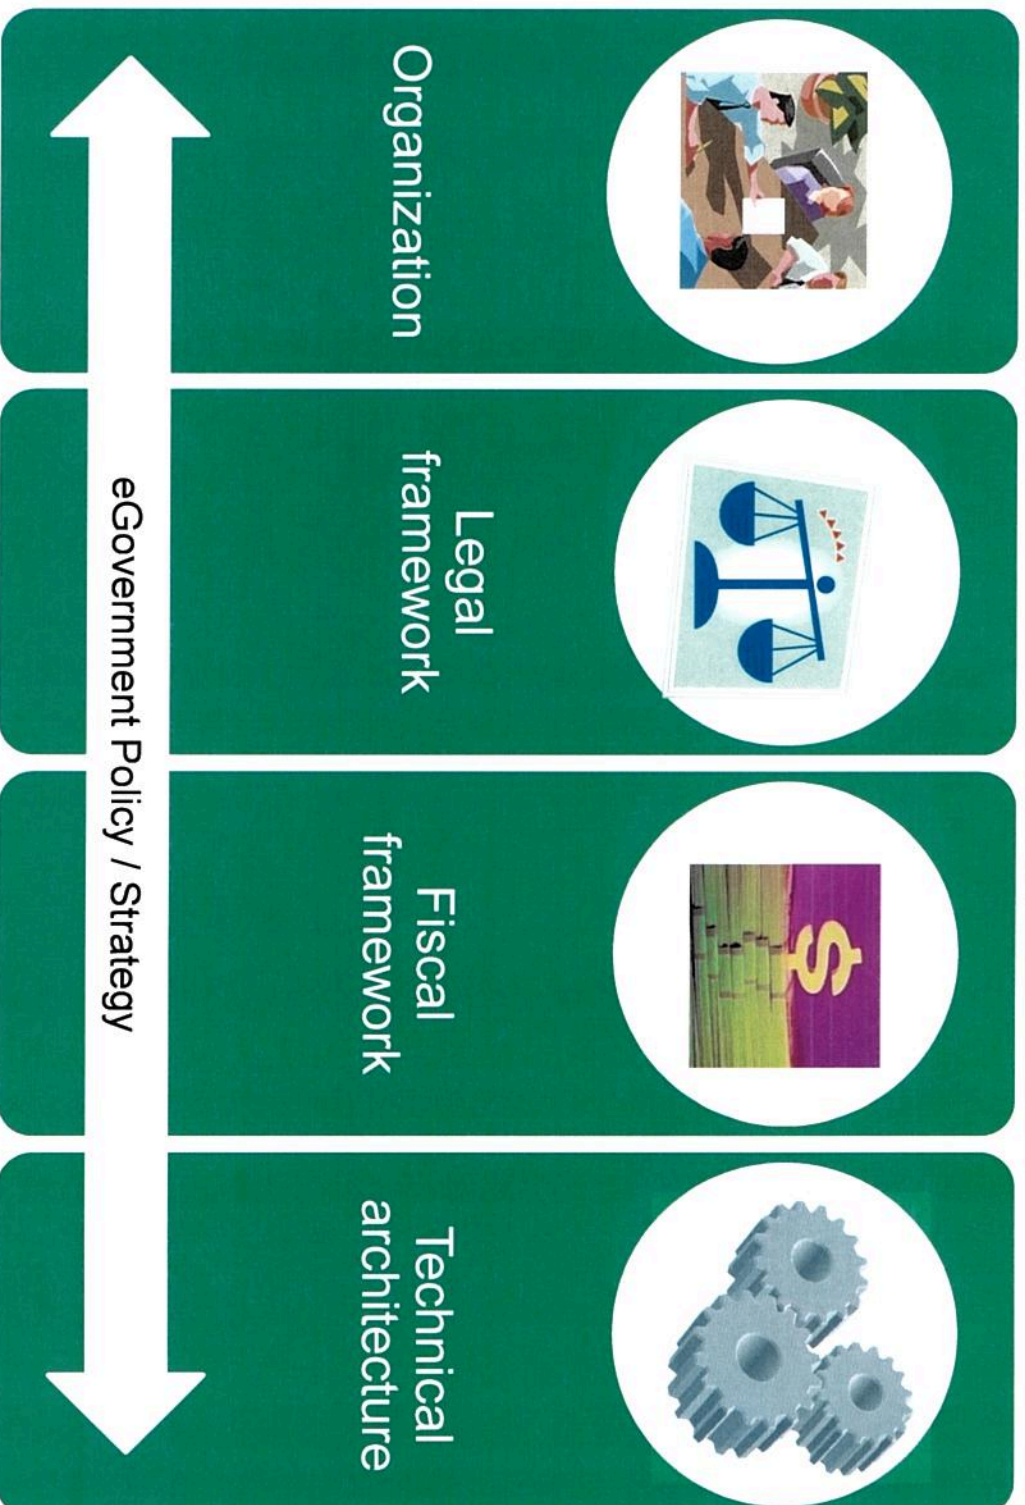 Organization
Legal
framework
Fiscal
framework
Technical
architecture
eGovernment Policy / Strategy
$